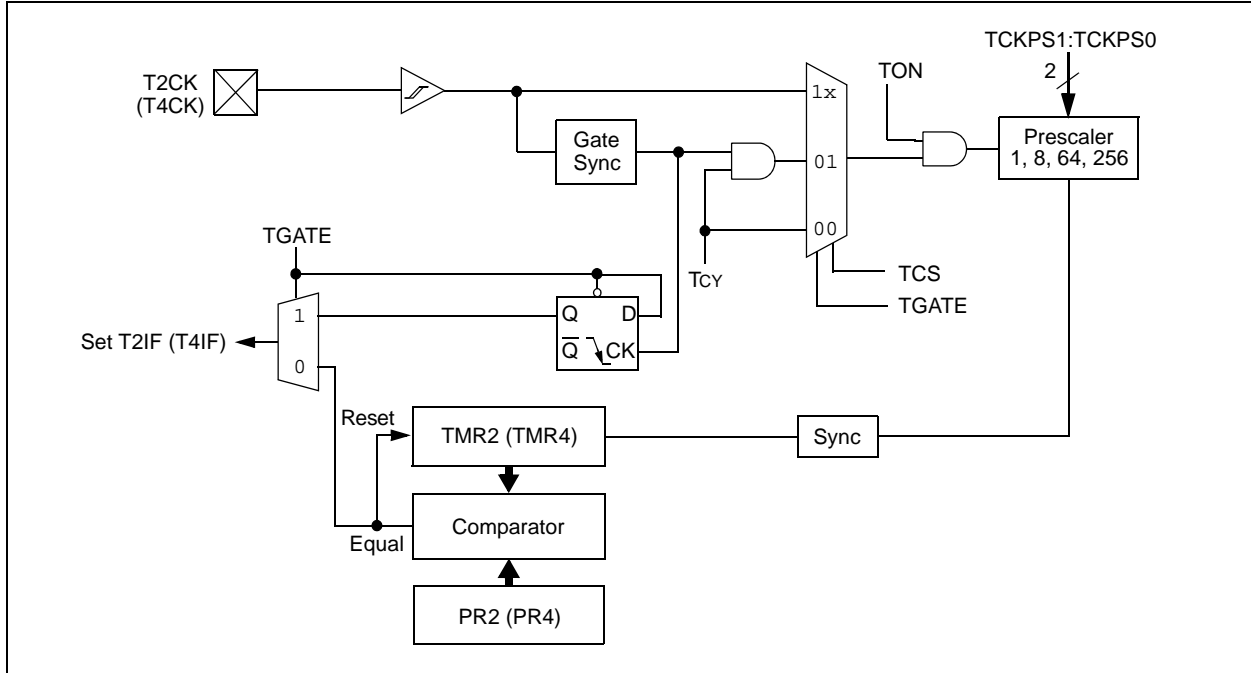 TCKPS1:TCKPS0
2
TON
T2CK
(T4CK)
1x
Prescaler
1, 8, 64, 256
Gate
Sync
01
00
TGATE
TCY
TCS
TGATE
1
Q
D
Set T2IF (T4IF)
Q
CK
0
Reset
TMR2 (TMR4)
Sync
Comparator
Equal
PR2 (PR4)